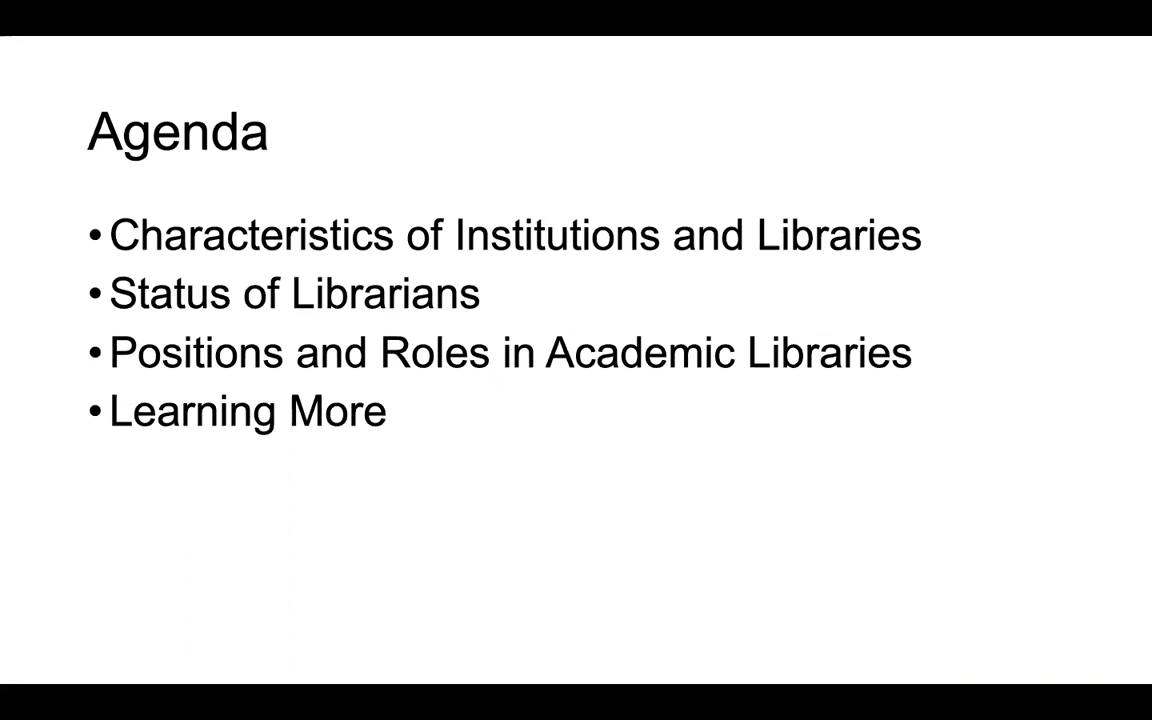 Agenda
• Characteristics of Institutions and Libraries
• Status of Librarians
• Positions and Roles in Academic Libraries
• Learning More